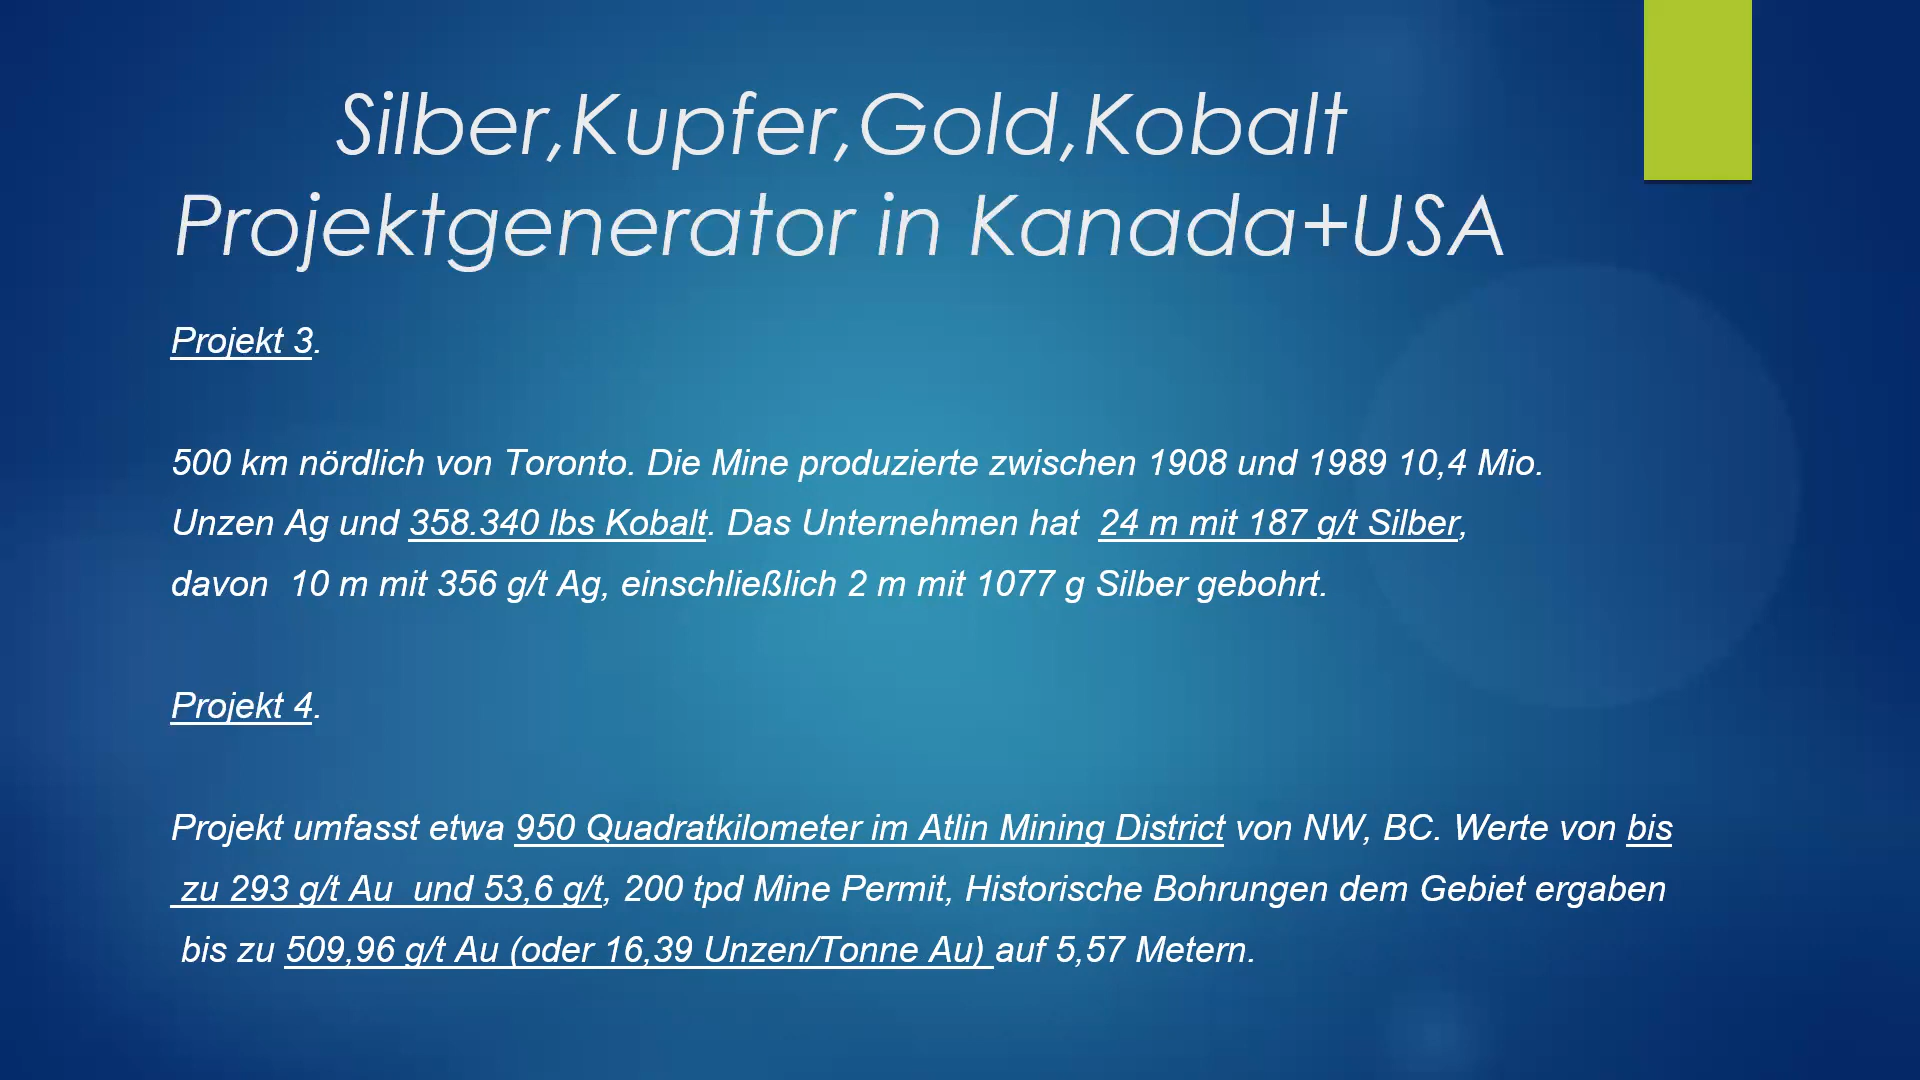 Silber,Kupfer,Gold,Kobalt
Projektgenerator in Kanada+USA
Projekt 3.
500 km nördlich von Toronto. Die Mine produzierte zwischen 1908 und 1989 10,4 Mio.
Unzen Ag und 358.340 lbs Kobalt. Das Unternehmen hat 24 m mit 187 g/t Silber,
davon 10 m mit 356 g/t Ag, einschließlich 2 m mit 1077 g Silber gebohrt.
Projekt 4.
Projekt umfasst etwa 950 Quadratkilometer im Atlin Mining District von NW, BC. Werte von bis
zu 293 g/t Au und 53,6 g/t, 200 tpd Mine Permit, Historische Bohrungen dem Gebiet ergaben
bis zu 509,96 g/t Au (oder 16,39 Unzen/Tonne Au) auf 5,57 Metern.